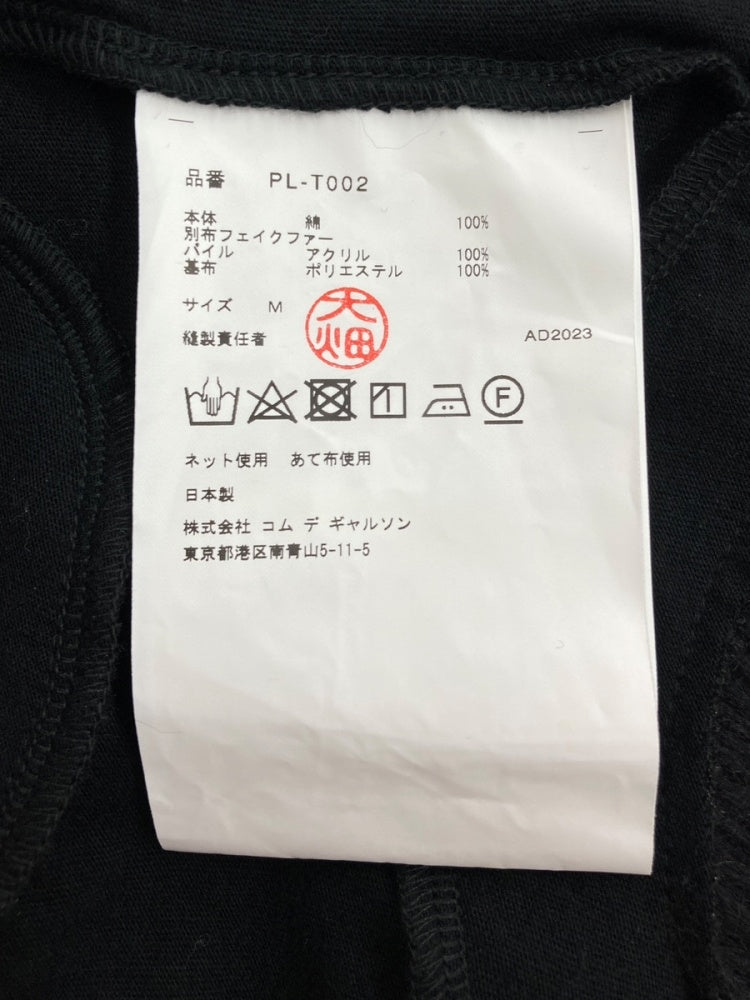 品番 PL-T002
本体 綿 100%
別布フェイクファー
パイル アクリル 100%
基布 ポリエステル 100%
サイズ M
大畑
縫製責任者 AD2023
F
ネット使用 あて布使用
日本製
株式会社 コム デ ギャルソン
東京都港区南青山5-11-5